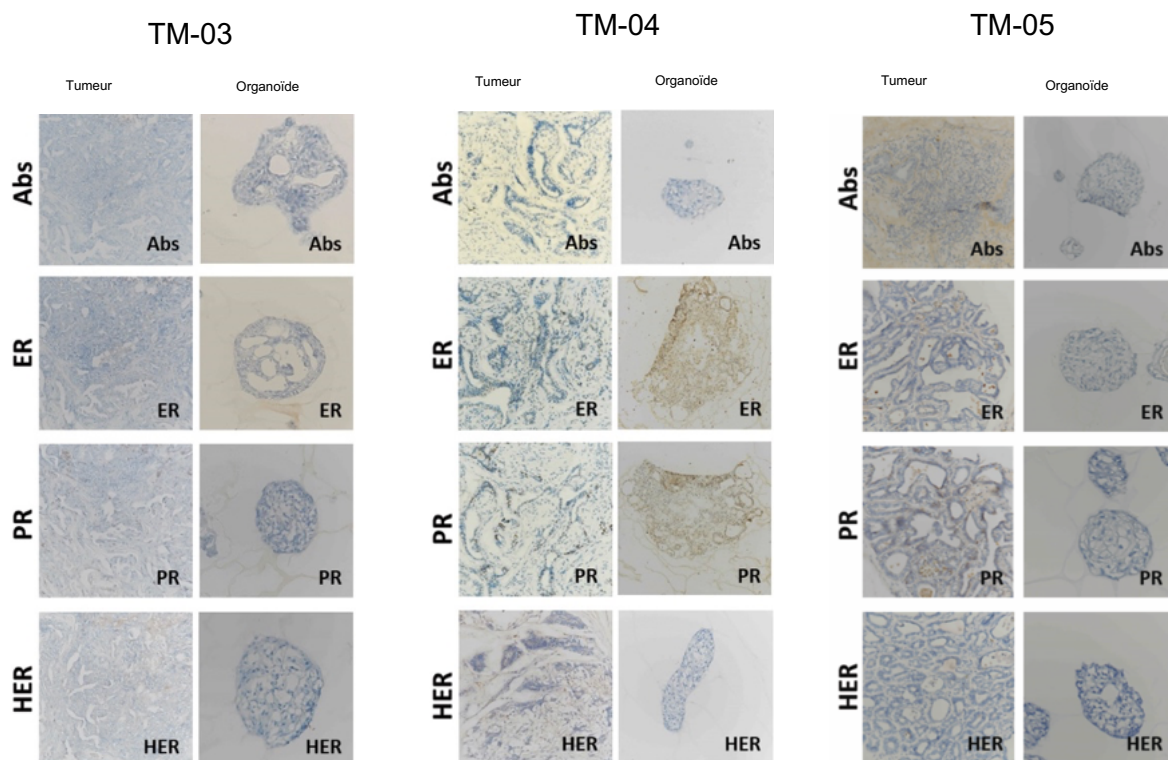 TM-03 TM-04 TM-05
Tumeur Organoïde Tumeur Organoïde Tumeur Organoïde
Abs Abs Abs Abs Abs Abs Abs Abs Abs
ER ER ER ER ER ER ER ER ER
PR PR PR PR PR PR PR PR PR
HER HER HER HER HER HER HER HER HER